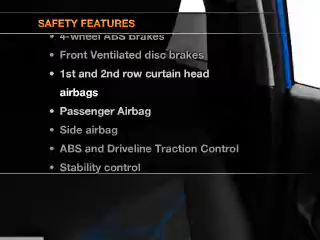 SAFETY FEATURES
• 4-wheel ABS Brakes
• Front Ventilated disc brakes
• 1st and 2nd row curtain head
airbags
• Passenger Airbag
• Side airbag
• ABS and Driveline Traction Control
• Stability control